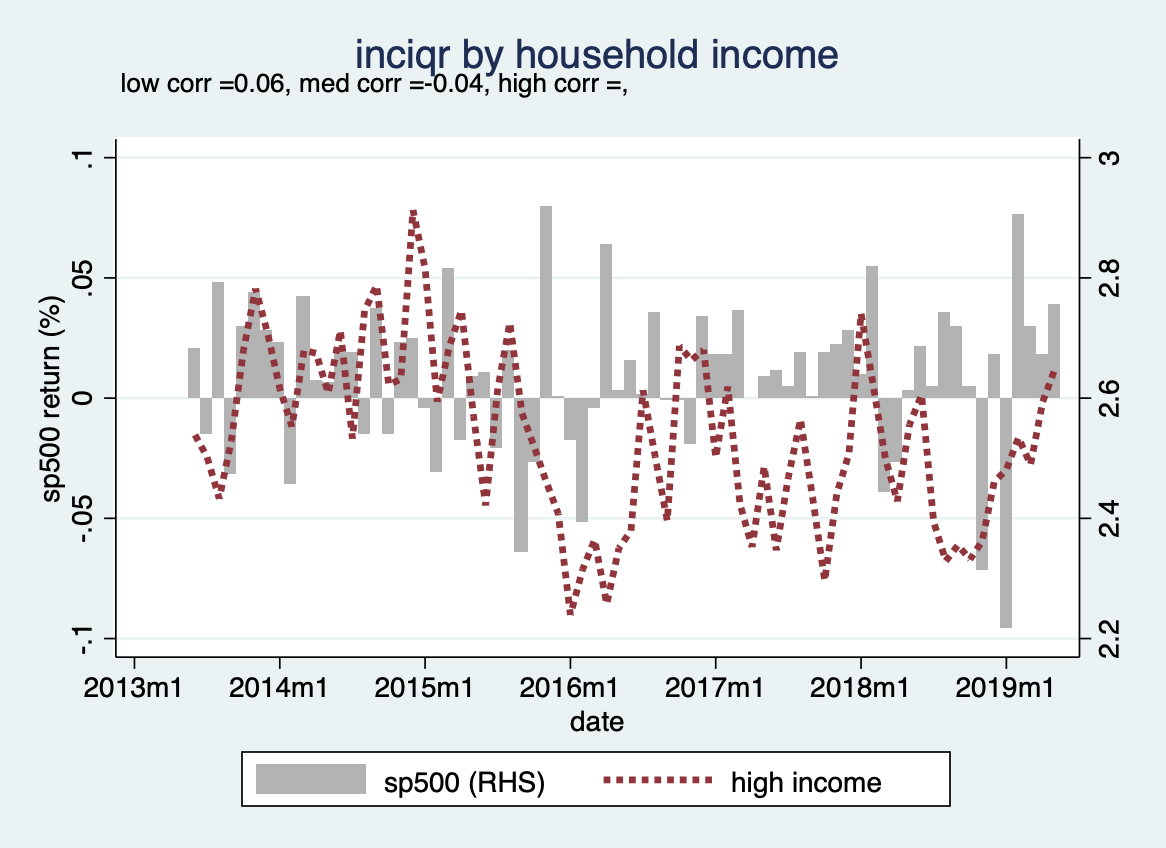 inciqr by household income
low corr =0.06, med corr =-0.04, high corr =,
.1
.05
0
-.05
-.1
sp500 return (%)
3
2.8
2.6
2.4
2.2
2013m1 2014m1 2015m1 2016m1 2017m1 2018m1 2019m1
date
sp500 (RHS) high income